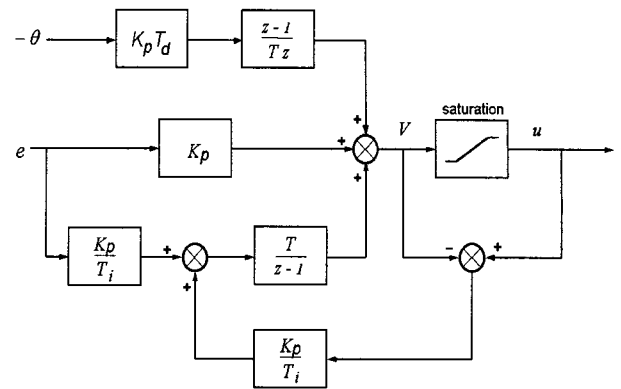 - θ
K_p T_d
z - 1
T z
+
saturation
e
K_p
+
+
V
u
K_p
T_i
+
+
T
z - 1
-
+
K_p
T_i